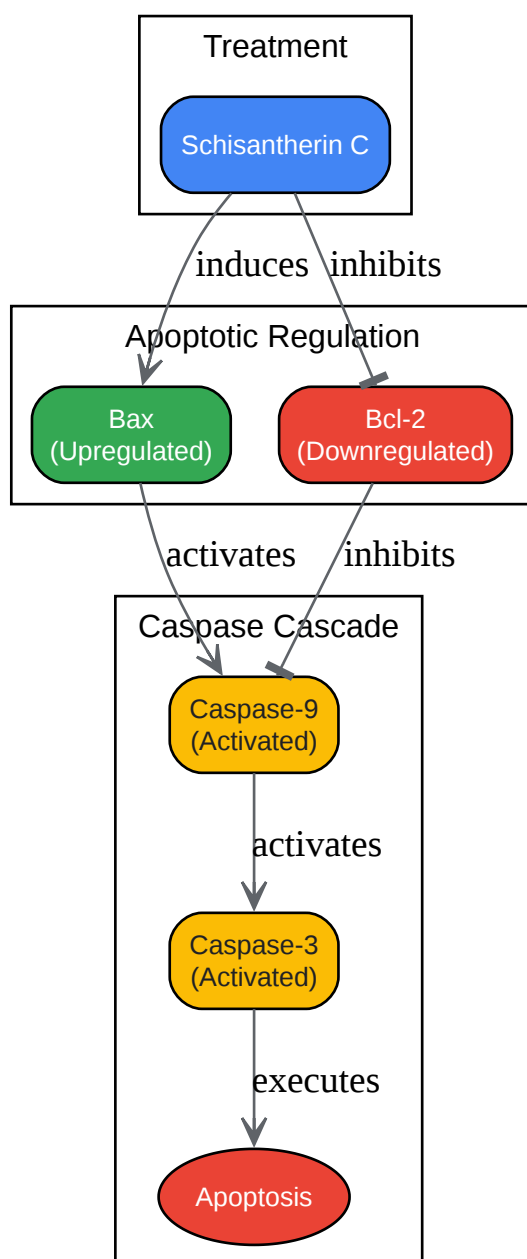 Treatment
Schisantherin C
induces
inhibits
Apoptotic Regulation
Bax
(Upregulated)
Bcl-2
(Downregulated)
activates
inhibits
Caspase Cascade
Caspase-9
(Activated)
activates
Caspase-3
(Activated)
executes
Apoptosis